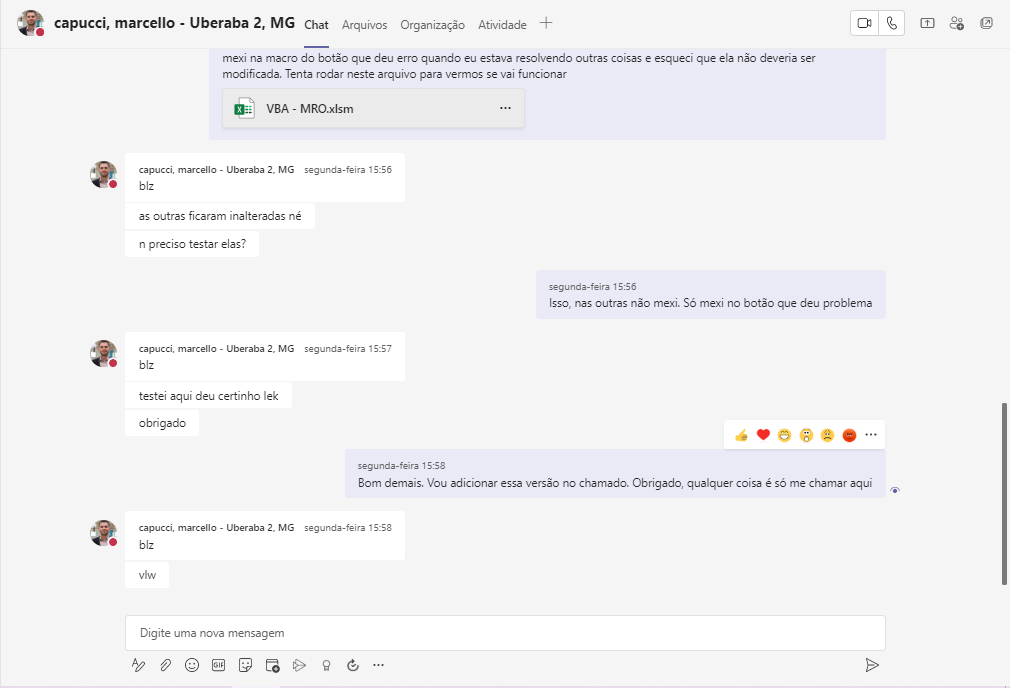 capucci, marcello - Uberaba 2, MG Chat Arquivos Organização Atividade
mexi na macro do botão que deu erro quando eu estava resolvendo outras coisas e esqueci que ela não deveria ser
modificada. Tenta rodar neste arquivo para vermos se vai funcionar
VBA - MRO.xlsm
capucci, marcello - Uberaba 2, MG segunda-feira 15:56
blz
as outras ficaram inalteradas né
n preciso testar elas?
segunda-feira 15:56
Isso, nas outras não mexi. Só mexi no botão que deu problema
capucci, marcello - Uberaba 2, MG segunda-feira 15:57
blz
testei aqui deu certinho lek
obrigado
segunda-feira 15:58
Bom demais. Vou adicionar essa versão no chamado. Obrigado, qualquer coisa é só me chamar aqui
capucci, marcello - Uberaba 2, MG segunda-feira 15:58
blz
vlw
Digite uma nova mensagem
GIF